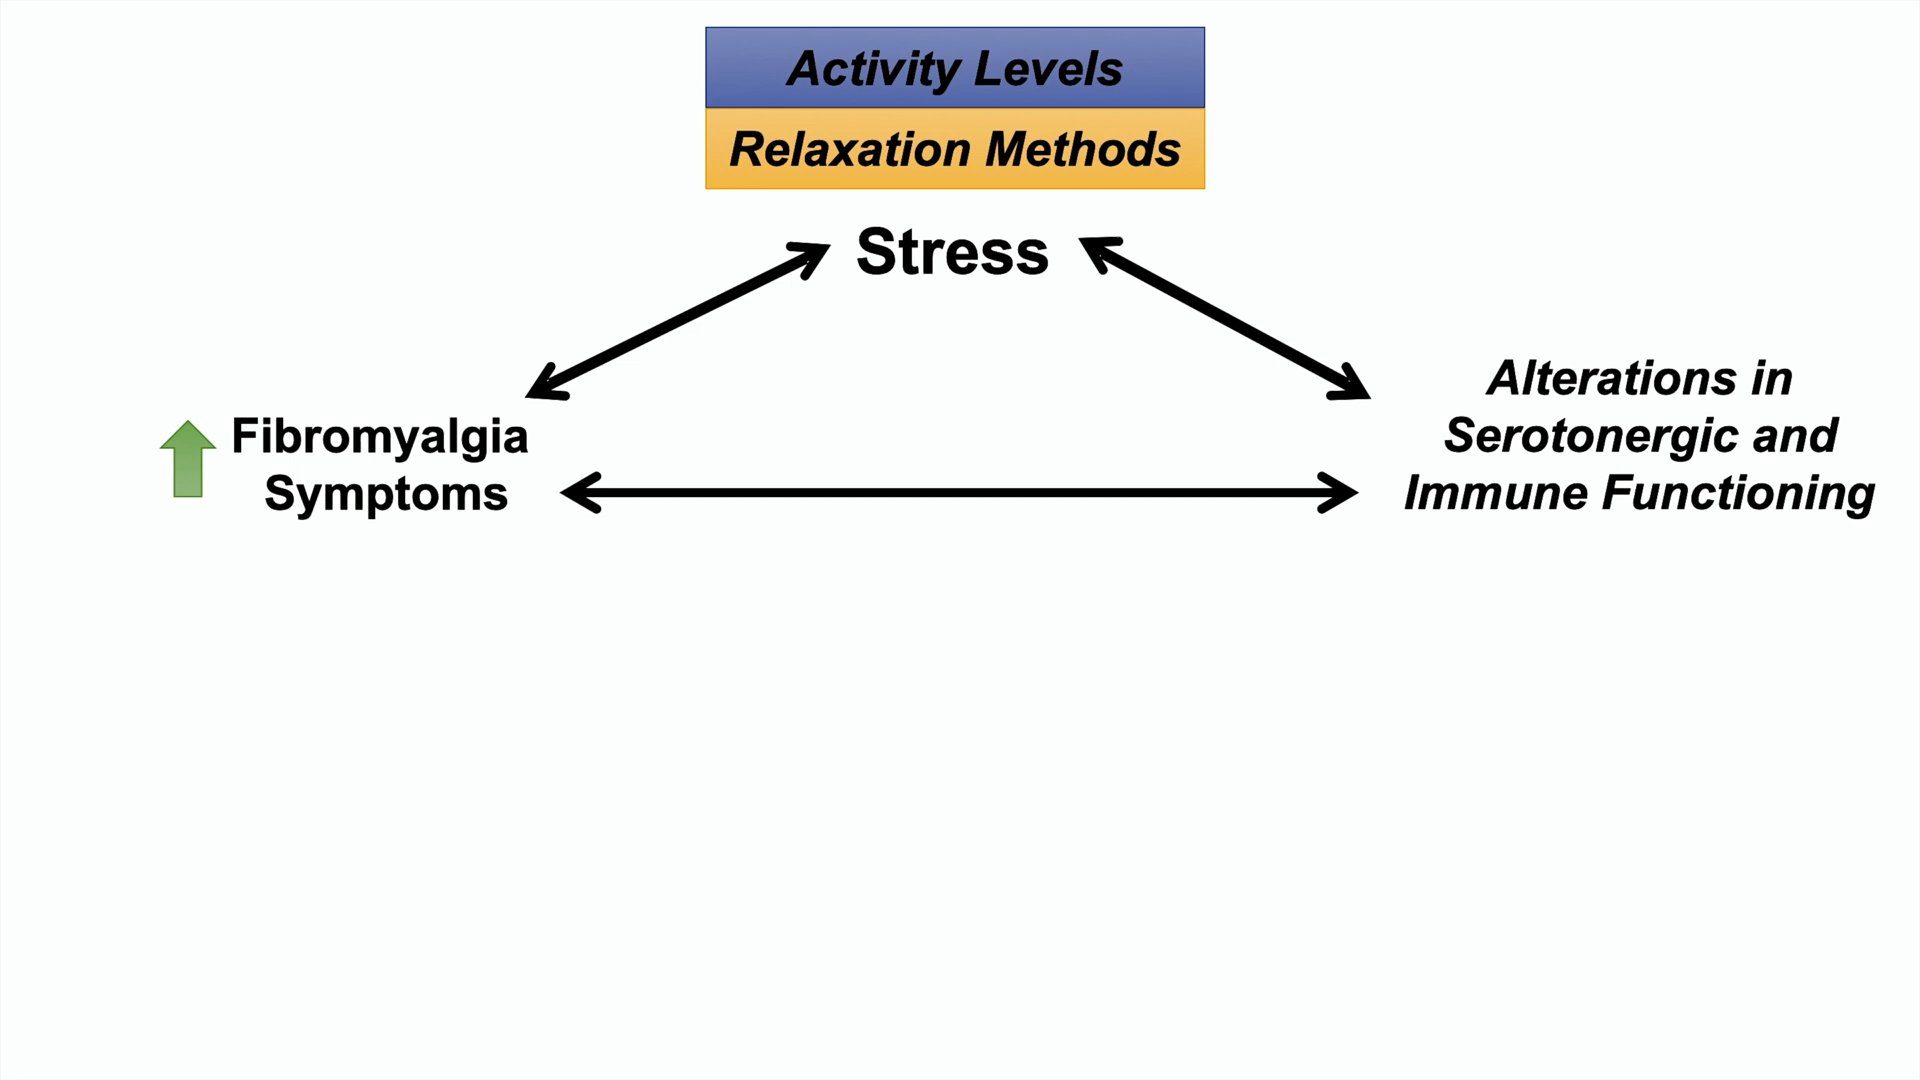 Activity Levels
Relaxation Methods
Stress
Fibromyalgia
Symptoms
Alterations in
Serotonergic and
Immune Functioning